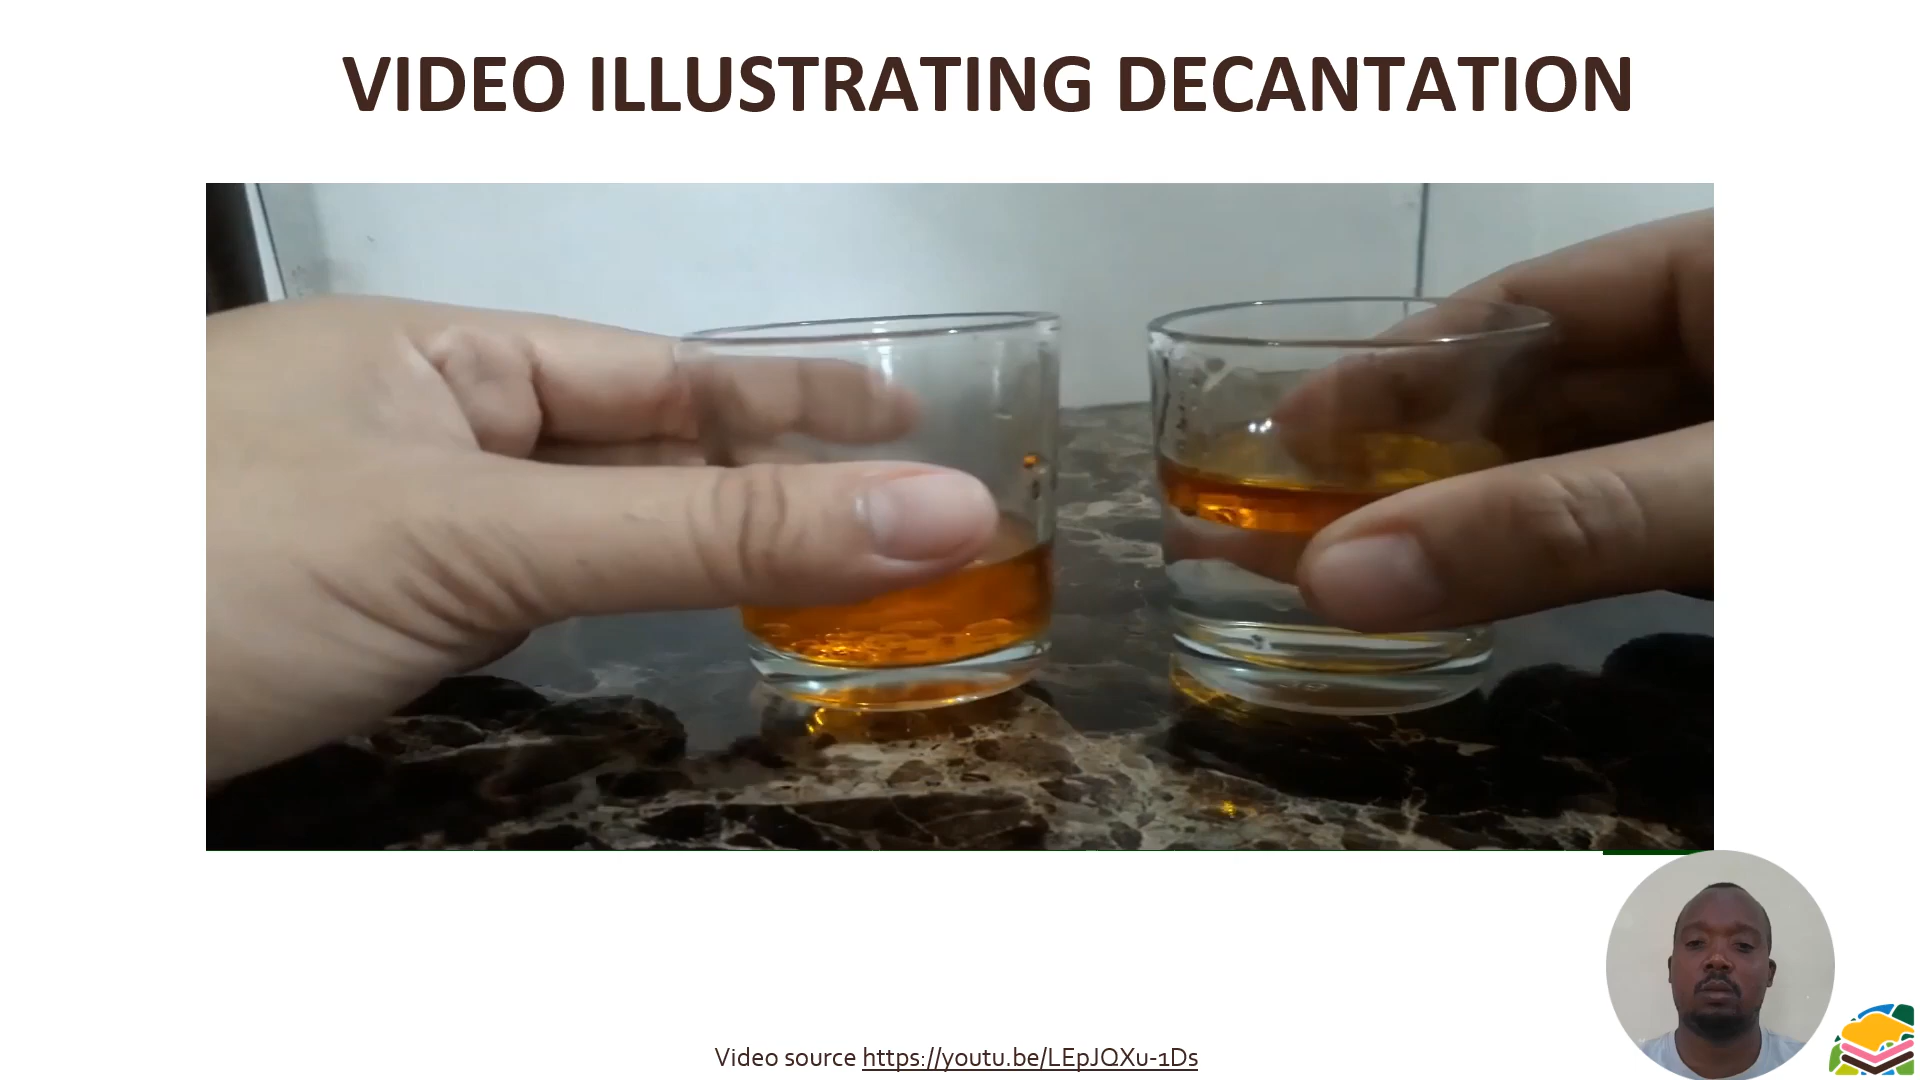 VIDEO ILLUSTRATING DECANTATION
Video source https://youtu.be/LEpJQXu-1Ds